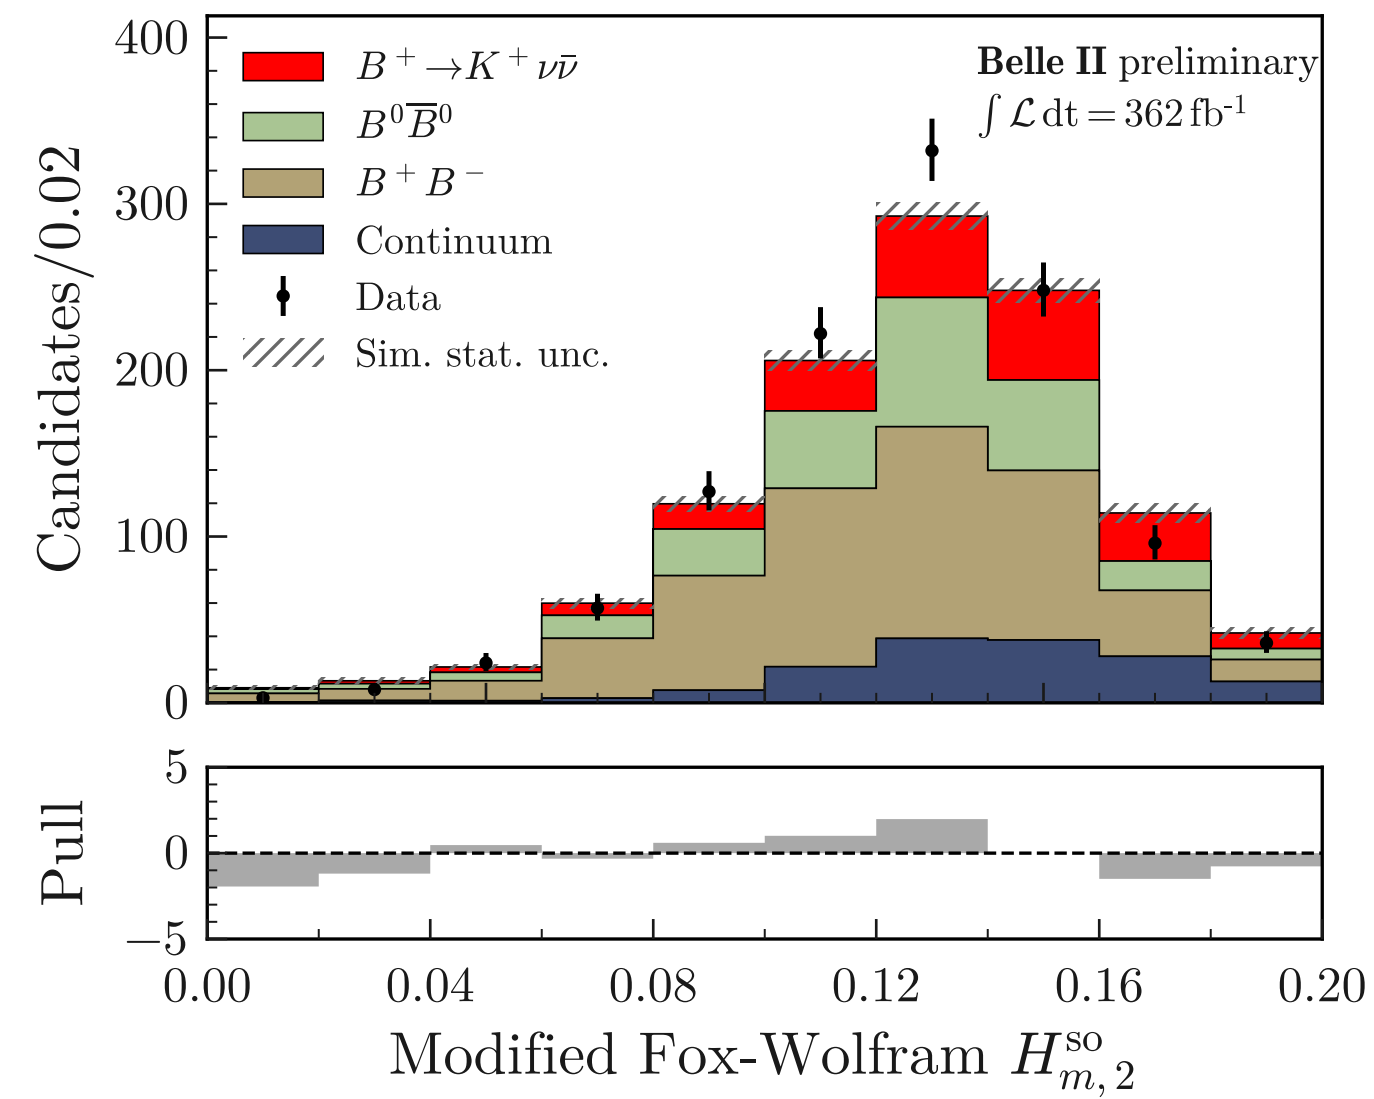 Candidates/0.02
400
300
200
100
0
B⁺→K⁺νν̄
B⁰B̅⁰
B⁺B⁻
Continuum
Data
Sim. stat. unc.
Belle II preliminary
∫ℒ dt = 362 fb⁻¹
Pull
5
0
−5
0.00 0.04 0.08 0.12 0.16 0.20
Modified Fox-Wolfram H^{so}_{m,2}